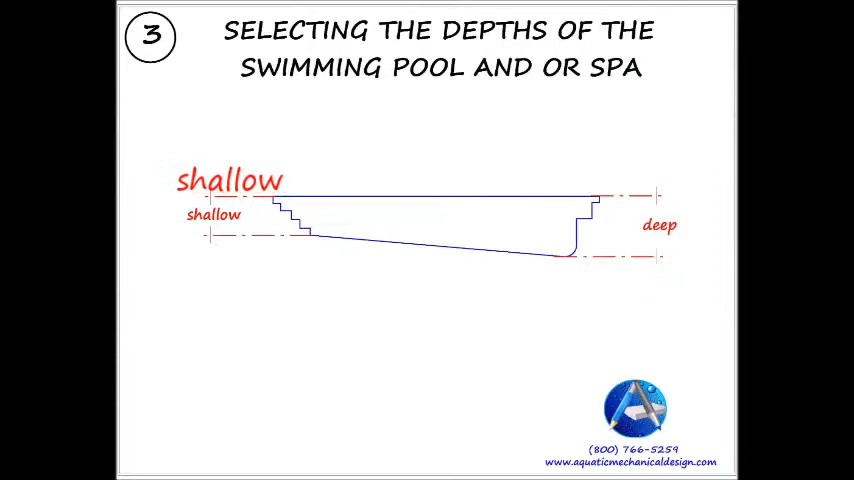 3
SELECTING THE DEPTHS OF THE
SWIMMING POOL AND OR SPA
shallow
shallow
deep
(800) 766-5259
www.aquaticmechanicaldesign.com